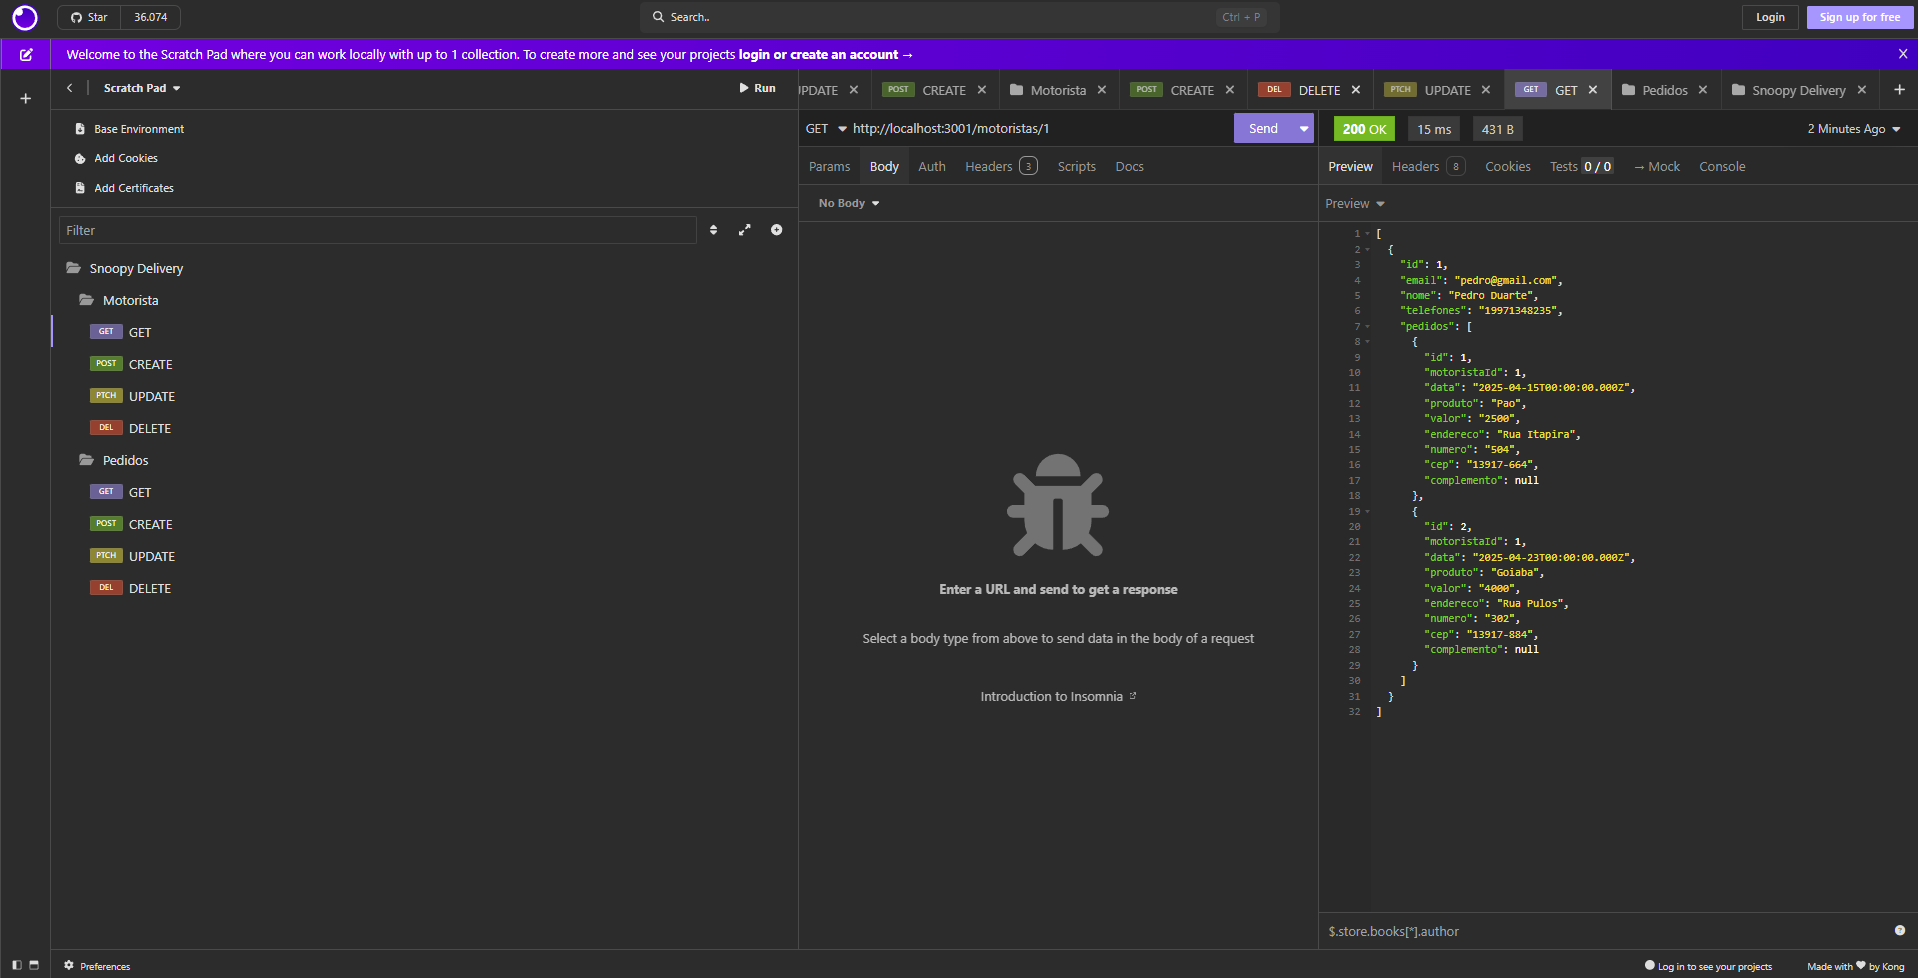 Star 36.074
Search..
Ctrl + P
Login
Sign up for free
Welcome to the Scratch Pad where you can work locally with up to 1 collection. To create more and see your projects login or create an account →
Scratch Pad
Run
Base Environment
Add Cookies
Add Certificates
Filter
Snoopy Delivery
Motorista
GET GET
POST CREATE
PTCH UPDATE
DEL DELETE
Pedidos
GET GET
POST CREATE
PTCH UPDATE
DEL DELETE
UPDATE
POST CREATE
Motorista
POST CREATE
DEL DELETE
PTCH UPDATE
GET GET
Pedidos
Snoopy Delivery
GET http://localhost:3001/motoristas/1
Send
Params Body Auth Headers 3 Scripts Docs
No Body
Enter a URL and send to get a response
Select a body type from above to send data in the body of a request
Introduction to Insomnia
200 OK 15 ms 431 B
2 Minutes Ago
Preview Headers 8 Cookies Tests 0 / 0 → Mock Console
Preview
1 [
2 {
3 "id": 1,
4 "email": "pedro@gmail.com",
5 "nome": "Pedro Duarte",
6 "telefones": "19971348235",
7 "pedidos": [
8 {
9 "id": 1,
10 "motoristaId": 1,
11 "data": "2025-04-15T00:00:00.000Z",
12 "produto": "Pao",
13 "valor": "2500",
14 "endereco": "Rua Itapira",
15 "numero": "504",
16 "cep": "13917-664",
17 "complemento": null
18 },
19 {
20 "id": 2,
21 "motoristaId": 1,
22 "data": "2025-04-23T00:00:00.000Z",
23 "produto": "Goiaba",
24 "valor": "4000",
25 "endereco": "Rua Pulos",
26 "numero": "302",
27 "cep": "13917-884",
28 "complemento": null
29 }
30 ]
31 }
32 ]
$.store.books[*].author
Preferences
Log in to see your projects
Made with ♥ by Kong